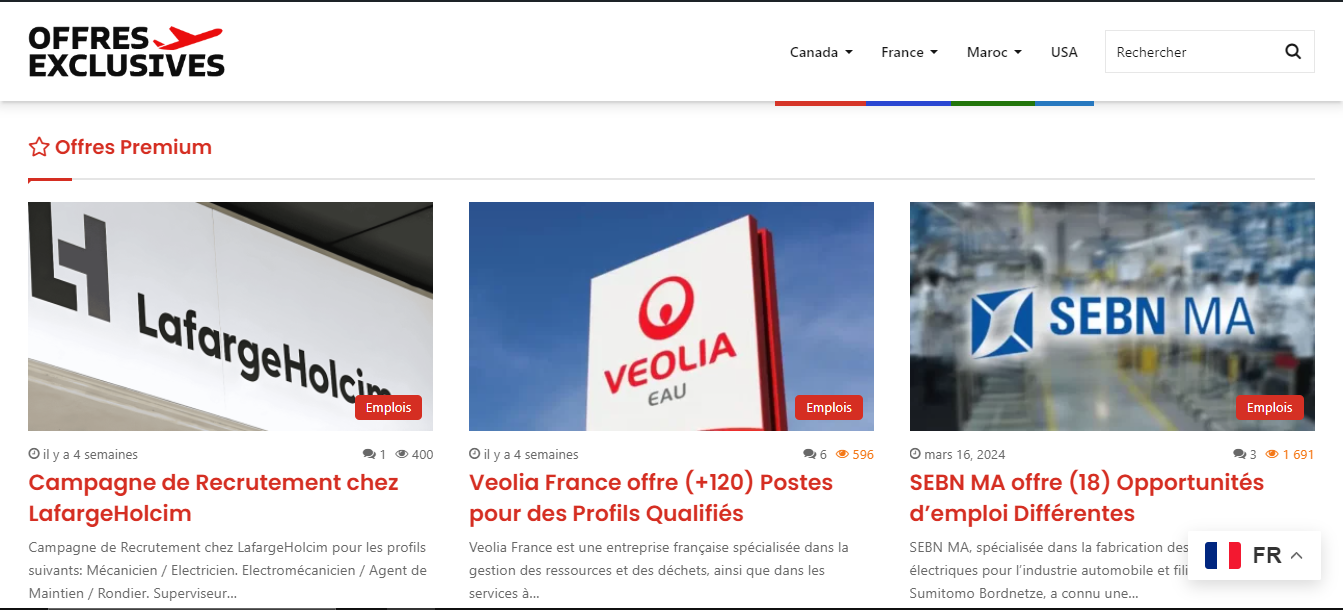 OFFRES
EXCLUSIVES
Canada
France
Maroc
USA
Rechercher
Offres Premium
LafargeHolcim
Emplois
VEOLIA
EAU
Emplois
SEBN MA
Emplois
il y a 4 semaines 1 400
Campagne de Recrutement chez
LafargeHolcim
Campagne de Recrutement chez LafargeHolcim pour les profils
suivants: Mécanicien / Electricien. Electromécanicien / Agent de
Maintien / Rondier. Superviseur...
il y a 4 semaines 6 596
Veolia France offre (+120) Postes
pour des Profils Qualifiés
Veolia France est une entreprise française spécialisée dans la
gestion des ressources et des déchets, ainsi que dans les
services à...
mars 16, 2024 3 1 691
SEBN MA offre (18) Opportunités
d'emploi Différentes
SEBN MA, spécialisée dans la fabrication des
électriques pour l'industrie automobile et fili
Sumitomo Bordnetze, a connu une...
FR